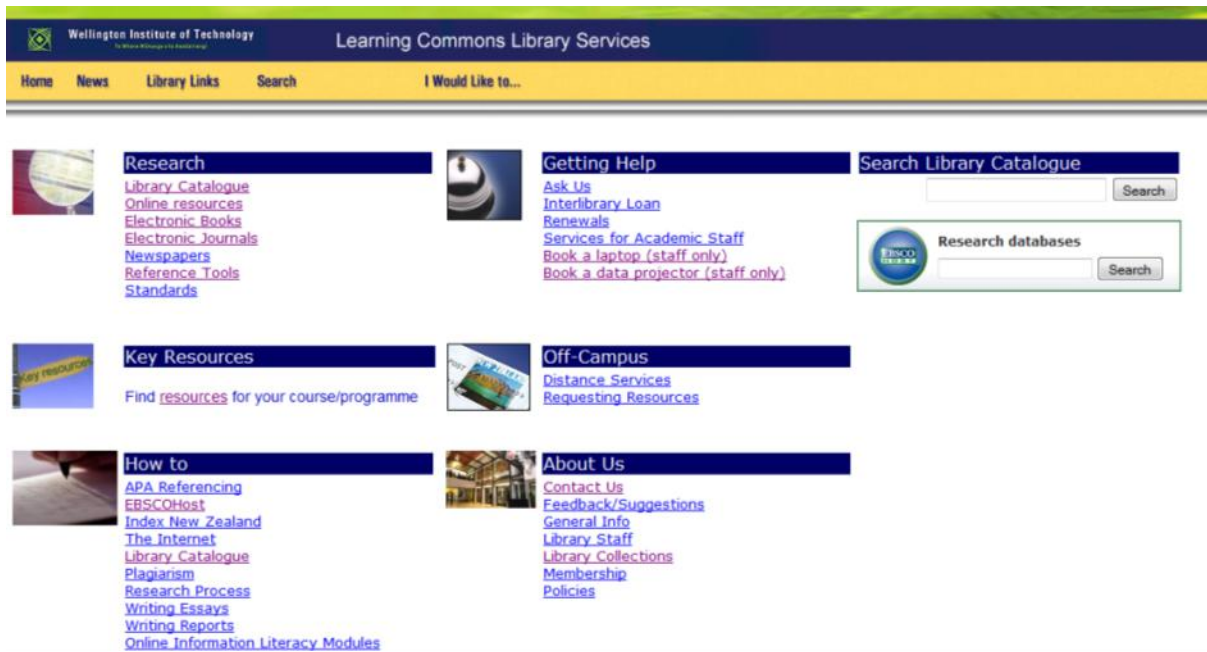 Wellington Institute of Technology
Learning Commons Library Services
Home News Library Links Search I Would Like to...
Research
Library Catalogue
Online resources
Electronic Books
Electronic Journals
Newspapers
Reference Tools
Standards
Getting Help
Ask Us
Interlibrary Loan
Renewals
Services for Academic Staff
Book a laptop (staff only)
Book a data projector (staff only)
Search Library Catalogue
Search
EBSCO
HOST
Research databases
Search
Key resources
Key Resources
Find resources for your course/programme
POST
Off-Campus
Distance Services
Requesting Resources
How to
APA Referencing
EBSCOHost
Index New Zealand
The Internet
Library Catalogue
Plagiarism
Research Process
Writing Essays
Writing Reports
Online Information Literacy Modules
About Us
Contact Us
Feedback/Suggestions
General Info
Library Staff
Library Collections
Membership
Policies